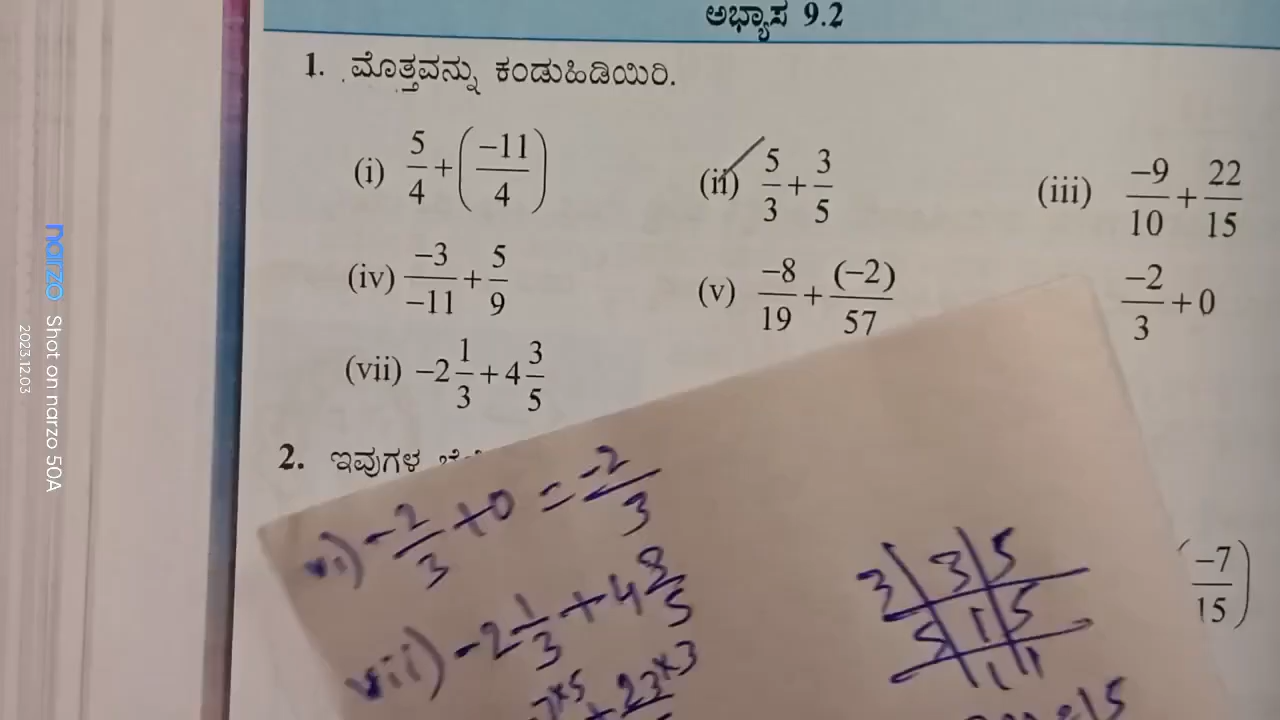 ಅಭ್ಯಾಸ 9.2
1. ಮೊತ್ತವನ್ನು ಕಂಡುಹಿಡಿಯಿರಿ.
(i) 5/4 + (-11/4) (ii) 5/3 + 3/5 (iii) -9/10 + 22/15
(iv) -3/-11 + 5/9 (v) -8/19 + (-2)/57 -2/3 + 0
(vii) -2 1/3 + 4 3/5
2. ಇವುಗಳ
(-7/15)
vi) -2/3 + 0 = -2/3
vii) -2 1/3 + 4 3/5
3 | 3 | 5
5 | 1 | 5
1 | 1
narzo Shot on narzo 50A
2023.12.03